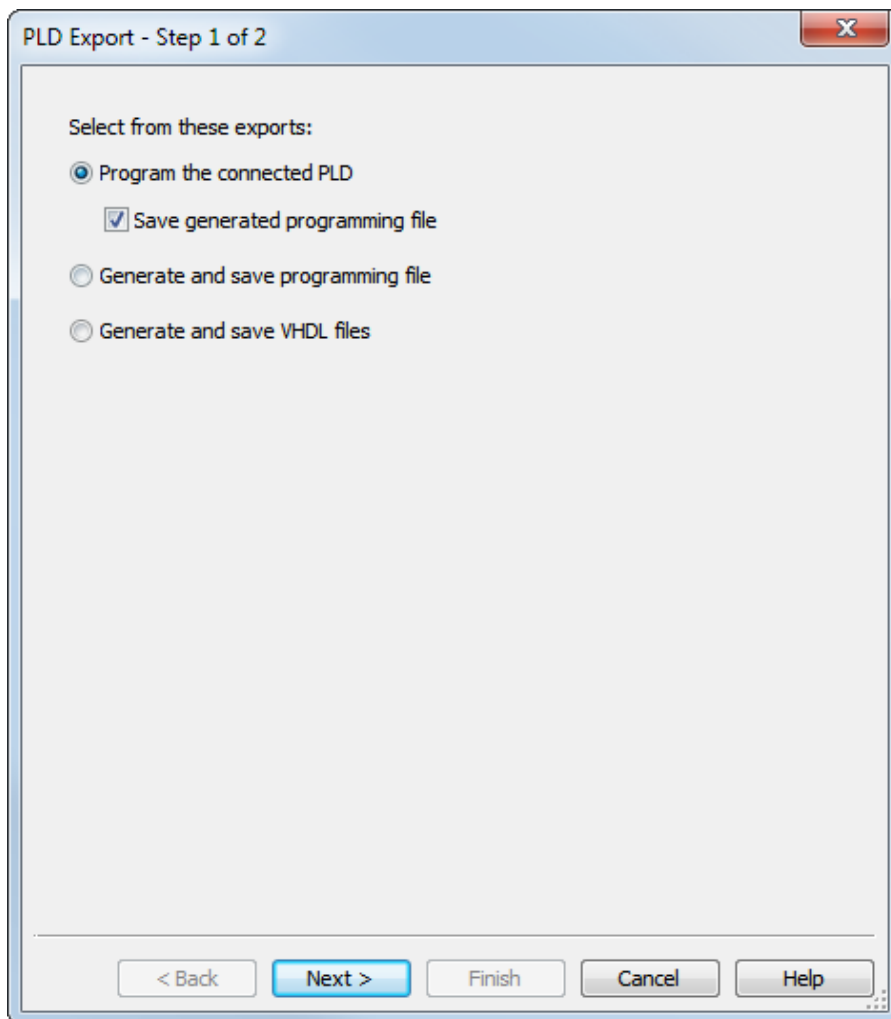 PLD Export - Step 1 of 2
Select from these exports:
Program the connected PLD
Save generated programming file
Generate and save programming file
Generate and save VHDL files
< Back Next > Finish Cancel Help